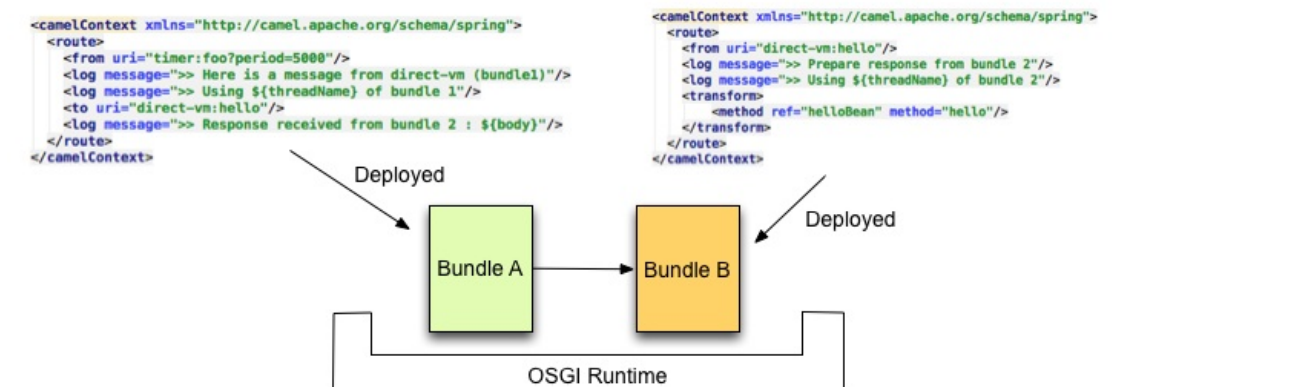 <camelContext xmlns="http://camel.apache.org/schema/spring">
<route>
<from uri="timer:foo?period=5000"/>
<log message=">> Here is a message from direct-vm (bundle1)"/>
<log message=">> Using ${threadName} of bundle 1"/>
<to uri="direct-vm:hello"/>
<log message=">> Response received from bundle 2 : ${body}"/>
</route>
</camelContext>
<camelContext xmlns="http://camel.apache.org/schema/spring">
<route>
<from uri="direct-vm:hello"/>
<log message=">> Prepare response from bundle 2"/>
<log message=">> Using ${threadName} of bundle 2"/>
<transform>
<method ref="helloBean" method="hello"/>
</transform>
</route>
</camelContext>
Deployed
Deployed
Bundle A
Bundle B
OSGI Runtime